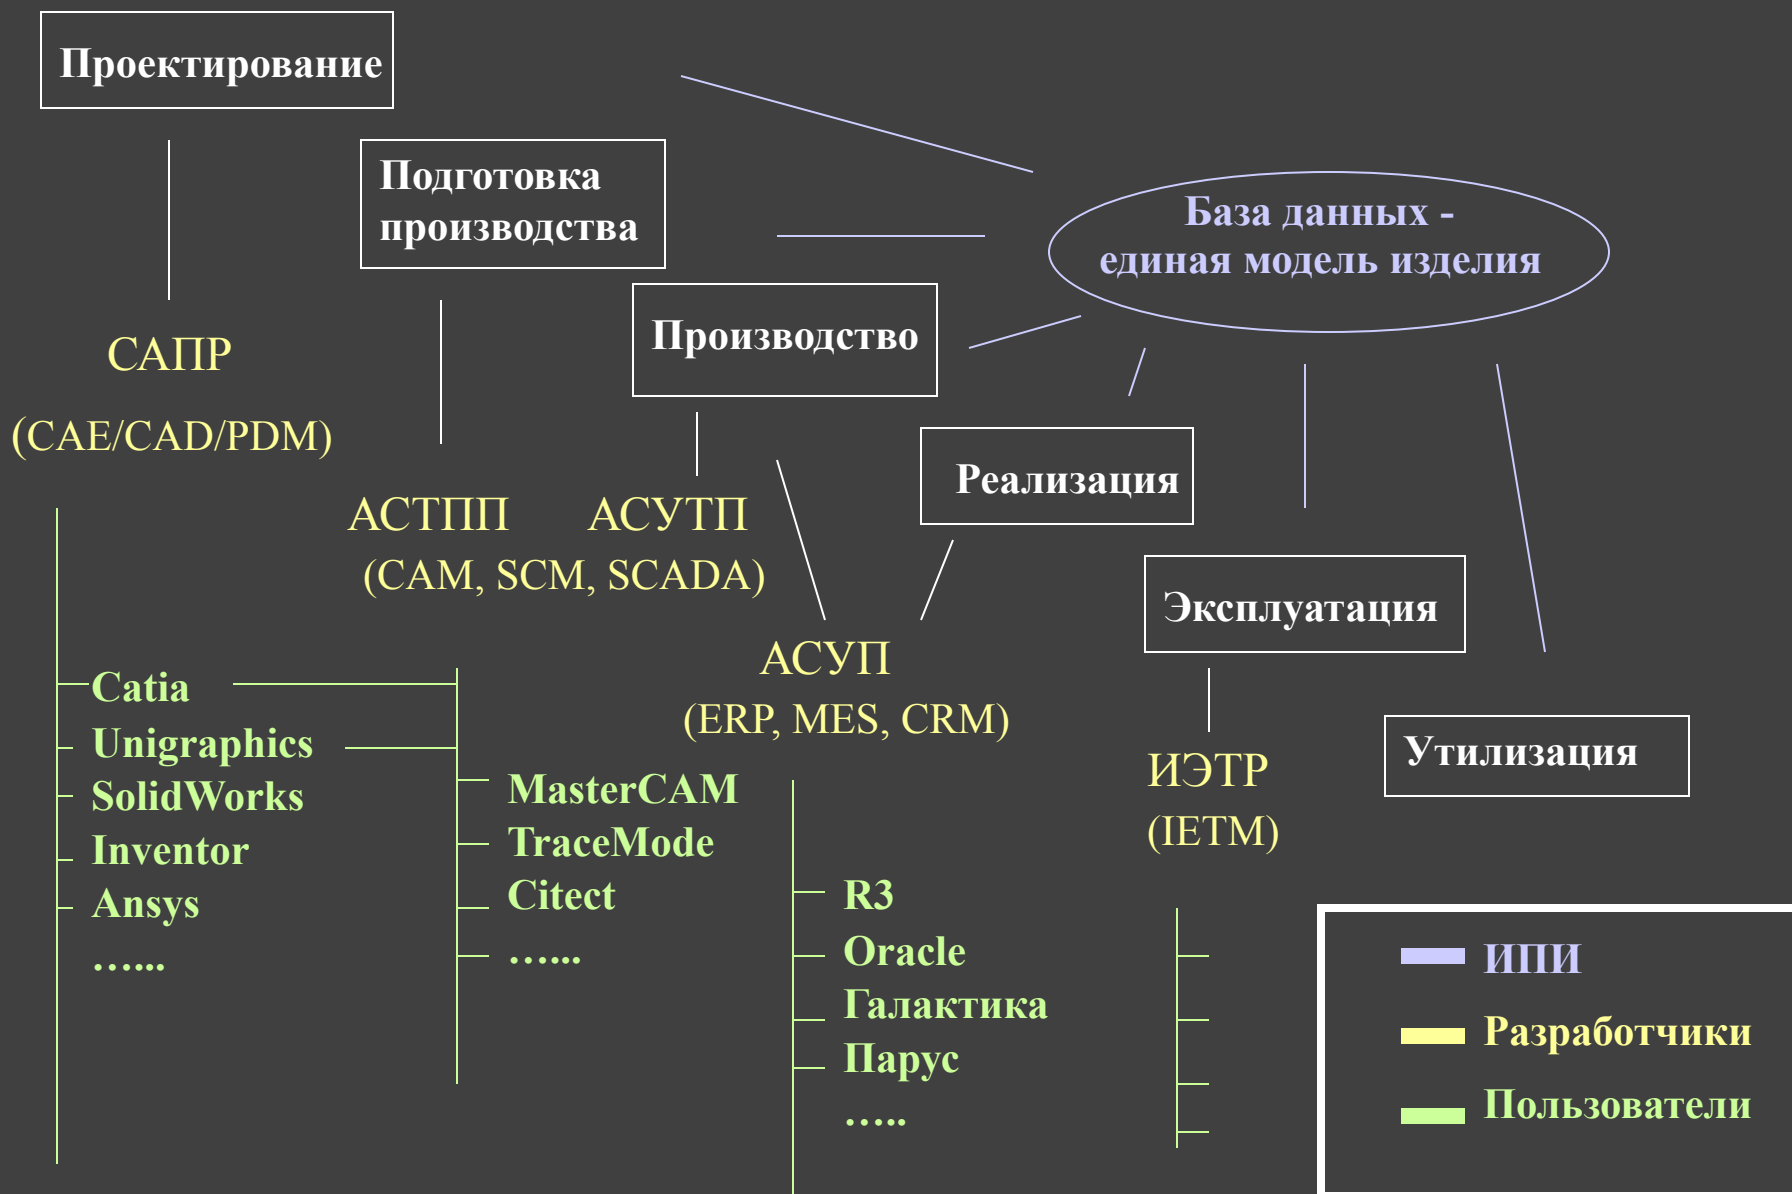 Проектирование
Подготовка
производства
База данных -
единая модель изделия
Производство
САПР
(CAE/CAD/PDM)
Реализация
АСТПП
АСУТП
(CAM, SCM, SCADA)
Эксплуатация
АСУП
(ERP, MES, CRM)
Утилизация
ИЭТР
(IETM)
Catia
Unigraphics
SolidWorks
Inventor
Ansys
…...
MasterCAM
TraceMode
Citect
…...
R3
Oracle
Галактика
Парус
…..
ИПИ
Разработчики
Пользователи